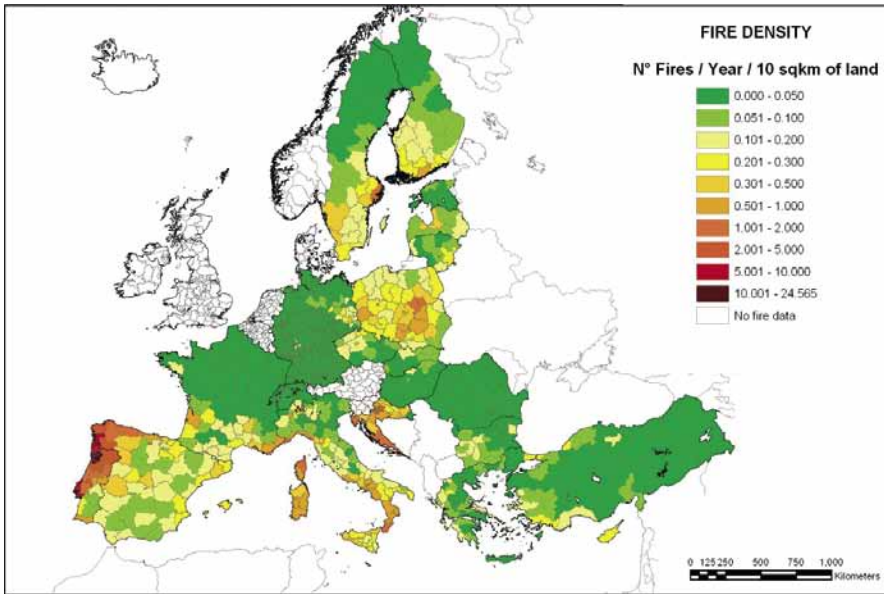 FIRE DENSITY
N° Fires / Year / 10 sqkm of land
0.000 - 0.050
0.051 - 0.100
0.101 - 0.200
0.201 - 0.300
0.301 - 0.500
0.501 - 1.000
1.001 - 2.000
2.001 - 5.000
5.001 - 10.000
10.001 - 24.565
No fire data
0 125 250 500 750 1,000
Kilometers